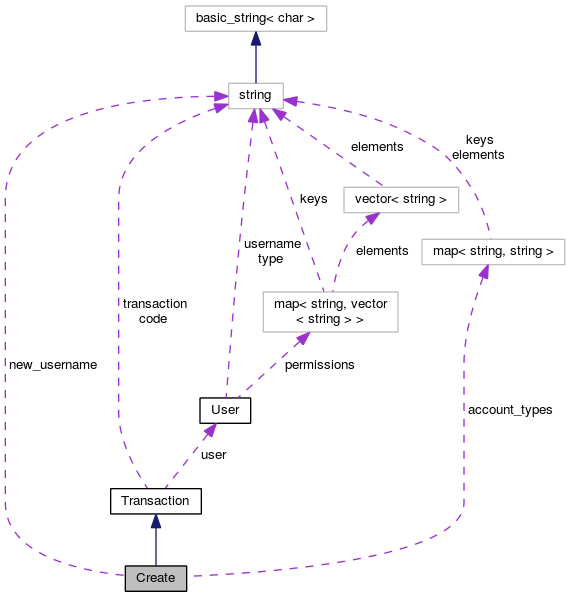 basic_string< char >
string
keys
elements
elements
vector< string >
keys
username
type
elements
map< string, string >
map< string, vector
< string > >
transaction
code
new_username
permissions
User
account_types
user
Transaction
Create